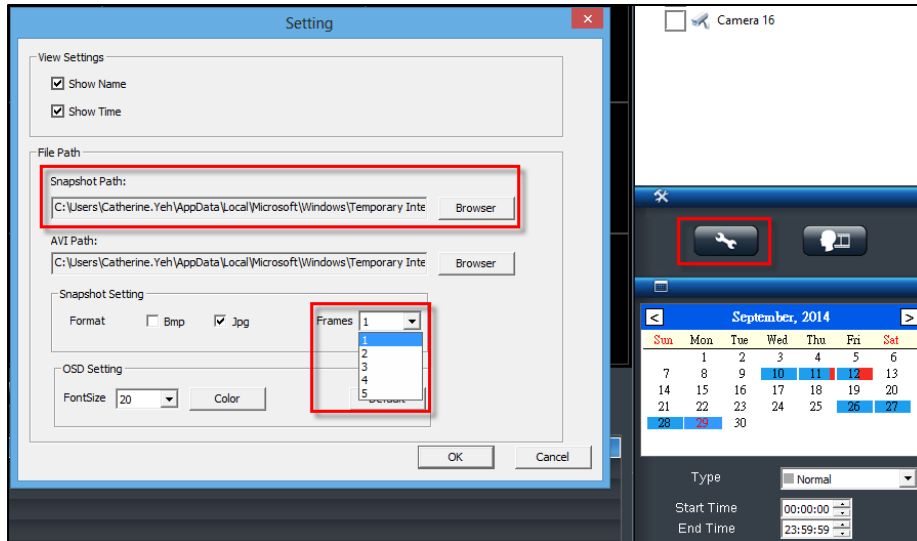 Setting
View Settings
Show Name
Show Time
File Path
Snapshot Path:
C:\Users\Catherine.Yeh\AppData\Local\Microsoft\Windows\Temporary Inte Browser
AVI Path:
C:\Users\Catherine.Yeh\AppData\Local\Microsoft\Windows\Temporary Inte Browser
Snapshot Setting
Format Bmp Jpg Frames 1
1
2
3
4
5
OSD Setting
FontSize 20 Color Default
OK Cancel
Camera 16
< September, 2014 >
Sun Mon Tue Wed Thu Fri Sat
1 2 3 4 5 6
7 8 9 10 11 12 13
14 15 16 17 18 19 20
21 22 23 24 25 26 27
28 29 30
Type Normal
Start Time 00:00:00
End Time 23:59:59